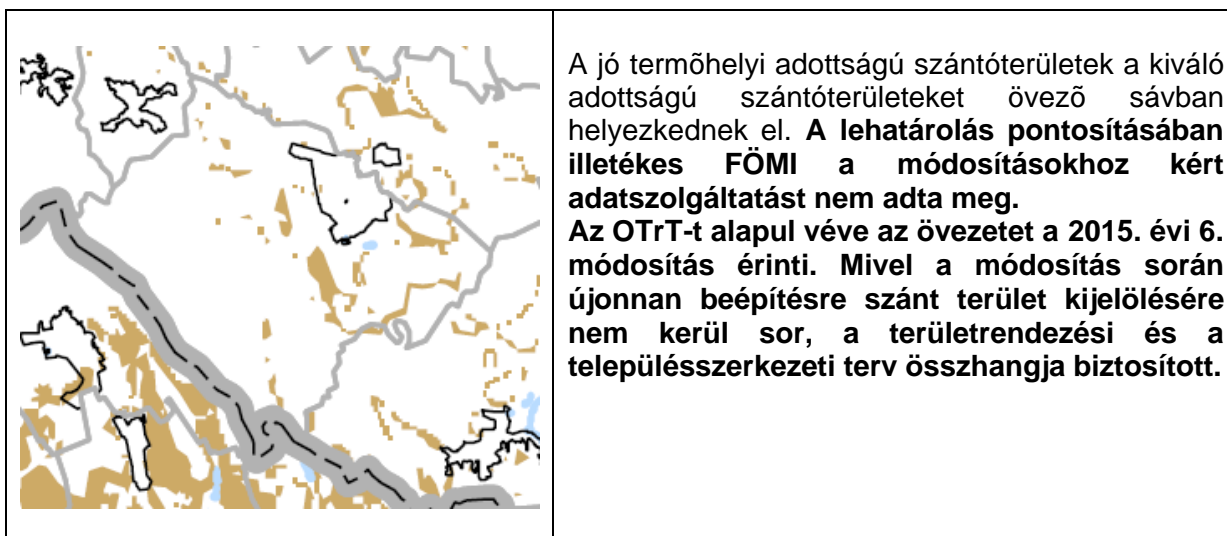 A jó termõhelyi adottságú szántóterületek a kiváló
adottságú szántóterületeket övezõ sávban
helyezkednek el. A lehatárolás pontosításában
illetékes FÖMI a módosításokhoz kért
adatszolgáltatást nem adta meg.
Az OTrT-t alapul véve az övezetet a 2015. évi 6.
módosítás érinti. Mivel a módosítás során
újonnan beépítésre szánt terület kijelölésére
nem kerül sor, a területrendezési és a
településszerkezeti terv összhangja biztosított.